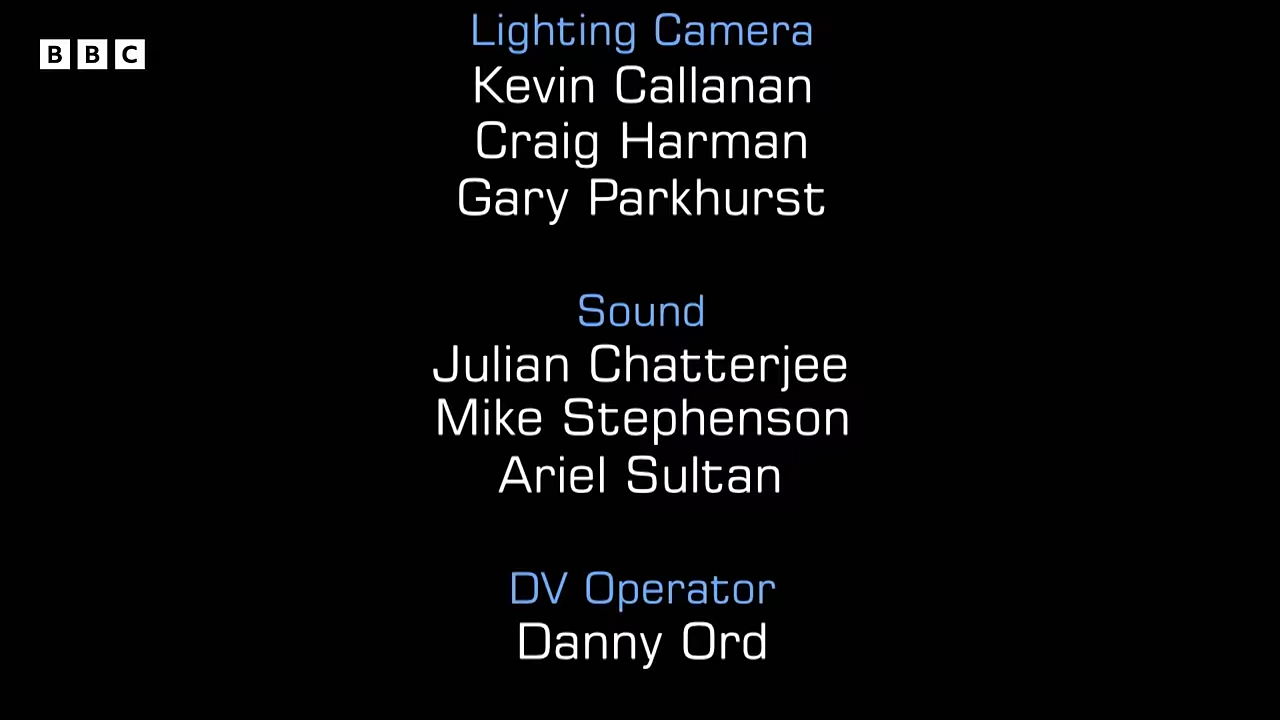 BBC
Lighting Camera
Kevin Callanan
Craig Harman
Gary Parkhurst
Sound
Julian Chatterjee
Mike Stephenson
Ariel Sultan
DV Operator
Danny Ord